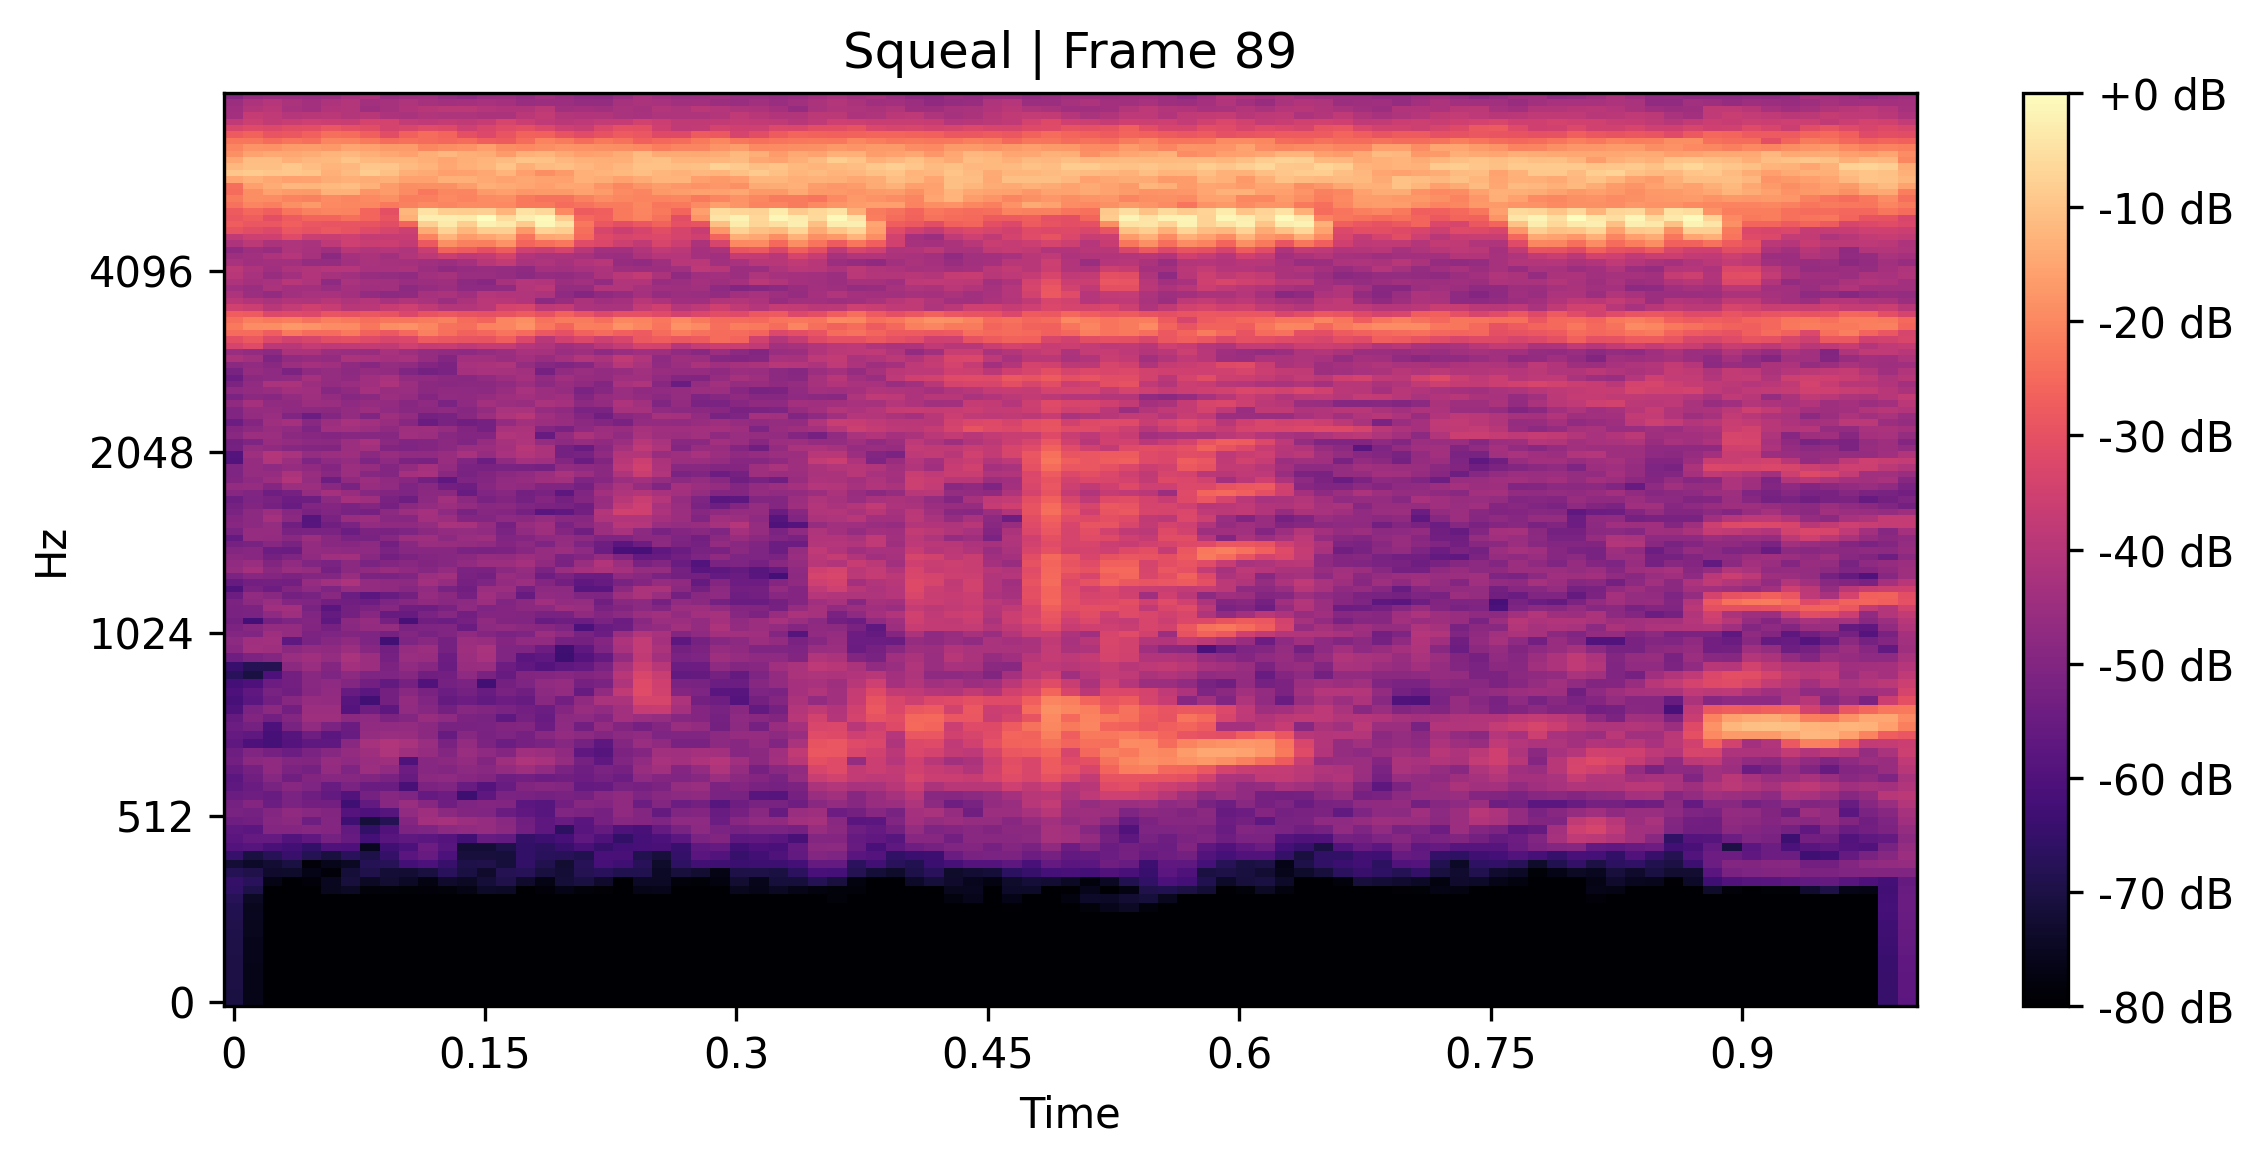 Squeal | Frame 89
Hz
4096
2048
1024
512
0
0 0.15 0.3 0.45 0.6 0.75 0.9
Time
+0 dB
-10 dB
-20 dB
-30 dB
-40 dB
-50 dB
-60 dB
-70 dB
-80 dB